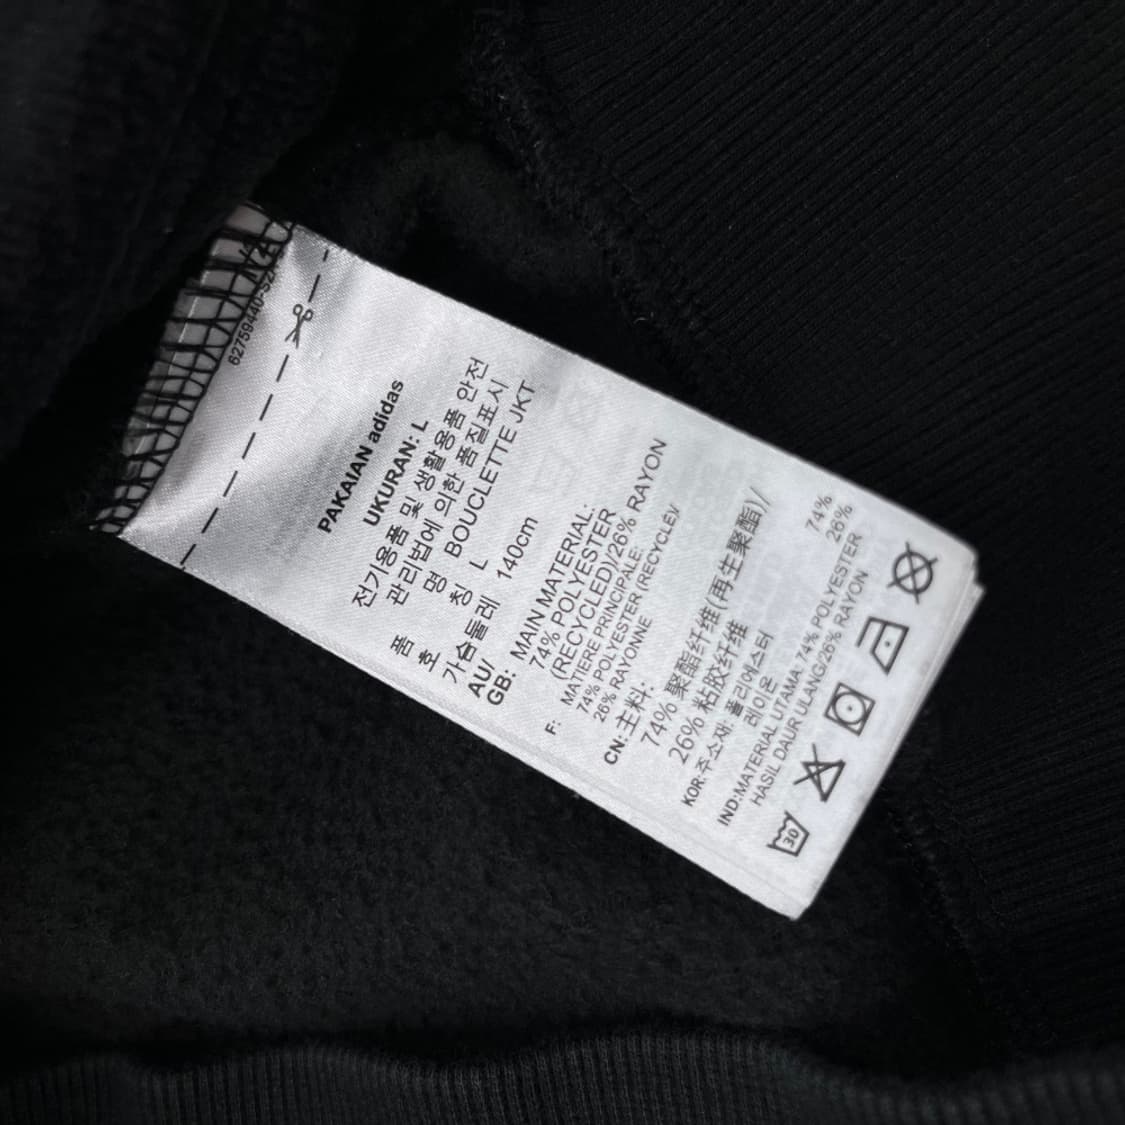 62759440-SZ
PAKAIAN adidas
UKURAN: L
전기용품 및 생활용품 안전
관리법에 의한 품질표시
품 명 BOUCLETTE JKT
호 칭 L
가슴둘레 140cm
AU/
GB: MAIN MATERIAL:
74% POLYESTER
(RECYCLED)/26% RAYON
F: MATIERE PRINCIPALE:
74% POLYESTER (RECYCLE)/
26% RAYONNE
CN: 主料:
74% 聚酯纤维(再生聚酯)/
26% 粘胶纤维
KOR: 주소재: 폴리에스터 74%
레이온 26%
IND:MATERIAL UTAMA 74% POLYESTER
HASIL DAUR ULANG/26% RAYON
30